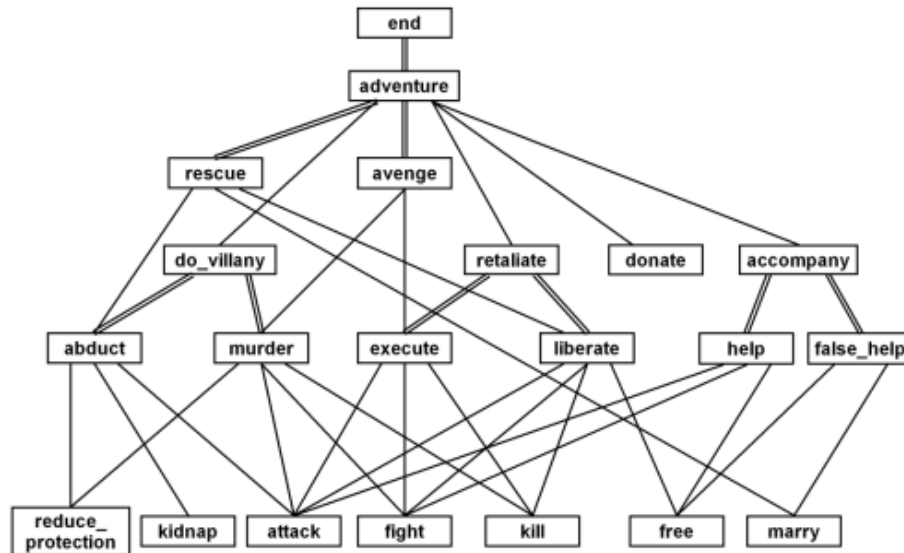 end
adventure
rescue
avenge
do_villany
retaliate
donate
accompany
abduct
murder
execute
liberate
help
false_help
reduce_
protection
kidnap
attack
fight
kill
free
marry